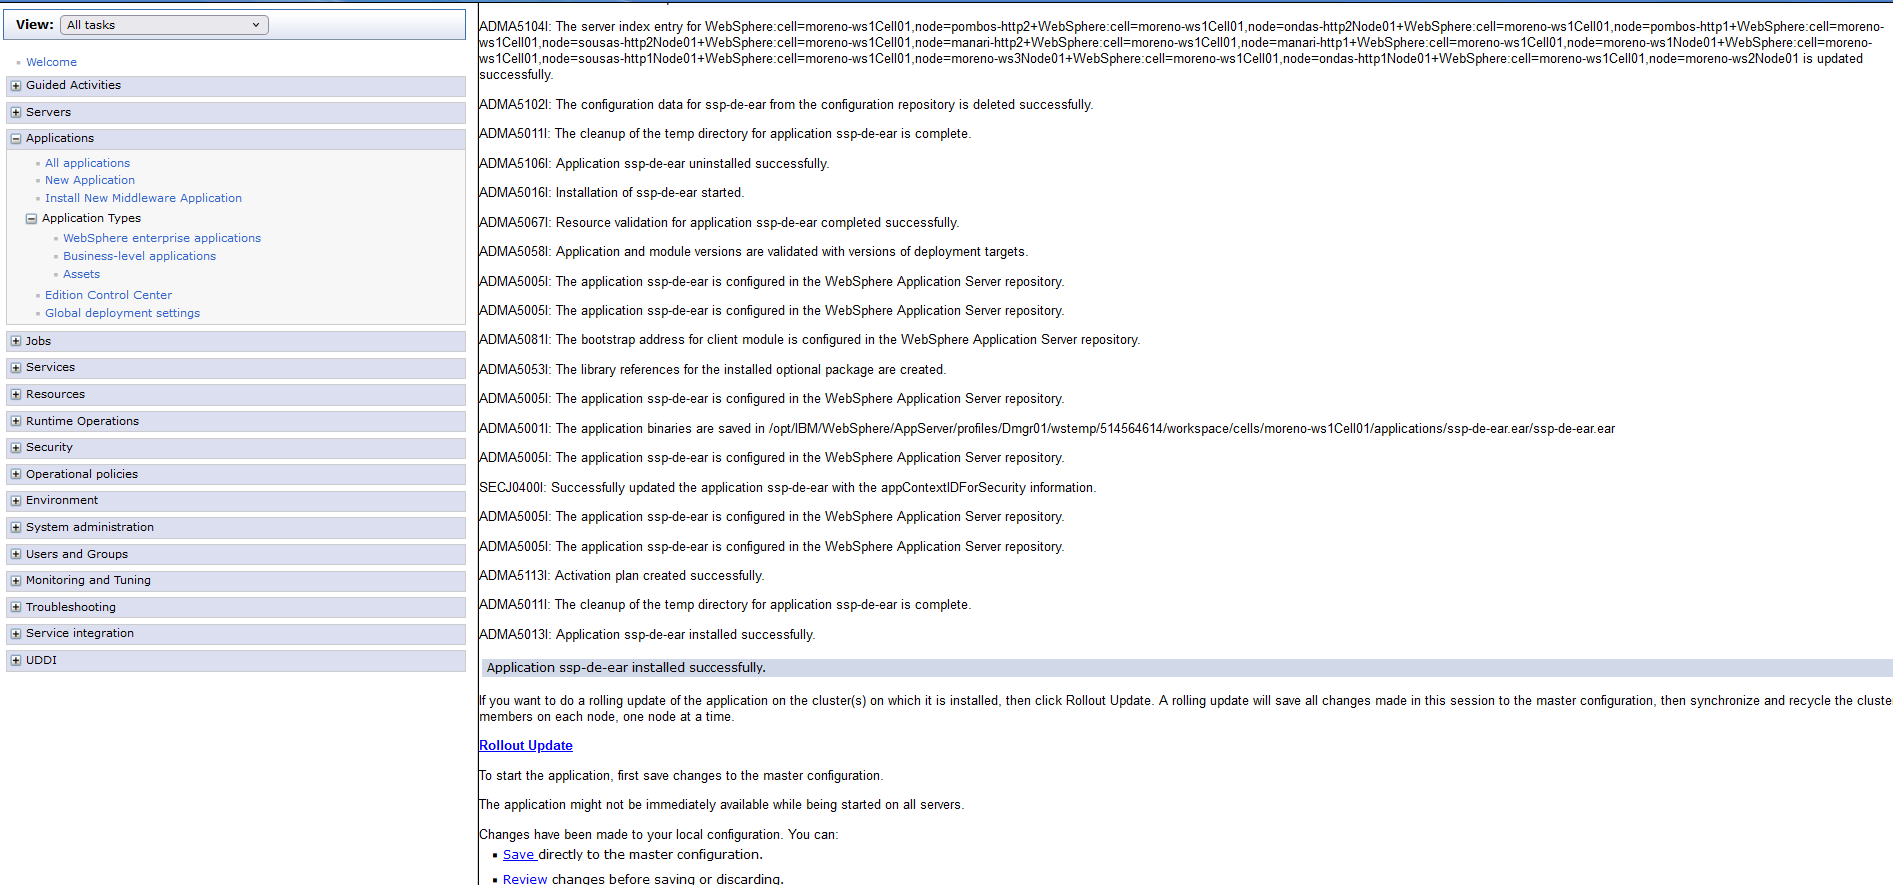 View: All tasks
Welcome
Guided Activities
Servers
Applications
All applications
New Application
Install New Middleware Application
Application Types
WebSphere enterprise applications
Business-level applications
Assets
Edition Control Center
Global deployment settings
Jobs
Services
Resources
Runtime Operations
Security
Operational policies
Environment
System administration
Users and Groups
Monitoring and Tuning
Troubleshooting
Service integration
UDDI
ADMA5104I: The server index entry for WebSphere:cell=moreno-ws1Cell01,node=pombos-http2+WebSphere:cell=moreno-ws1Cell01,node=ondas-http2Node01+WebSphere:cell=moreno-ws1Cell01,node=pombos-http1+WebSphere:cell=moreno-
ws1Cell01,node=sousas-http2Node01+WebSphere:cell=moreno-ws1Cell01,node=manari-http2+WebSphere:cell=moreno-ws1Cell01,node=manari-http1+WebSphere:cell=moreno-ws1Cell01,node=moreno-ws1Node01+WebSphere:cell=moreno-
ws1Cell01,node=sousas-http1Node01+WebSphere:cell=moreno-ws1Cell01,node=moreno-ws3Node01+WebSphere:cell=moreno-ws1Cell01,node=ondas-http1Node01+WebSphere:cell=moreno-ws1Cell01,node=moreno-ws2Node01 is updated
successfully.
ADMA5102I: The configuration data for ssp-de-ear from the configuration repository is deleted successfully.
ADMA5011I: The cleanup of the temp directory for application ssp-de-ear is complete.
ADMA5106I: Application ssp-de-ear uninstalled successfully.
ADMA5016I: Installation of ssp-de-ear started.
ADMA5067I: Resource validation for application ssp-de-ear completed successfully.
ADMA5058I: Application and module versions are validated with versions of deployment targets.
ADMA5005I: The application ssp-de-ear is configured in the WebSphere Application Server repository.
ADMA5005I: The application ssp-de-ear is configured in the WebSphere Application Server repository.
ADMA5081I: The bootstrap address for client module is configured in the WebSphere Application Server repository.
ADMA5053I: The library references for the installed optional package are created.
ADMA5005I: The application ssp-de-ear is configured in the WebSphere Application Server repository.
ADMA5001I: The application binaries are saved in /opt/IBM/WebSphere/AppServer/profiles/Dmgr01/wstemp/514564614/workspace/cells/moreno-ws1Cell01/applications/ssp-de-ear.ear/ssp-de-ear.ear
ADMA5005I: The application ssp-de-ear is configured in the WebSphere Application Server repository.
SECJ0400I: Successfully updated the application ssp-de-ear with the appContextIDForSecurity information.
ADMA5005I: The application ssp-de-ear is configured in the WebSphere Application Server repository.
ADMA5005I: The application ssp-de-ear is configured in the WebSphere Application Server repository.
ADMA5113I: Activation plan created successfully.
ADMA5011I: The cleanup of the temp directory for application ssp-de-ear is complete.
ADMA5013I: Application ssp-de-ear installed successfully.
Application ssp-de-ear installed successfully.
If you want to do a rolling update of the application on the cluster(s) on which it is installed, then click Rollout Update. A rolling update will save all changes made in this session to the master configuration, then synchronize and recycle the cluster
members on each node, one node at a time.
Rollout Update
To start the application, first save changes to the master configuration.
The application might not be immediately available while being started on all servers.
Changes have been made to your local configuration. You can:
Save directly to the master configuration.
Review changes before saving or discarding.